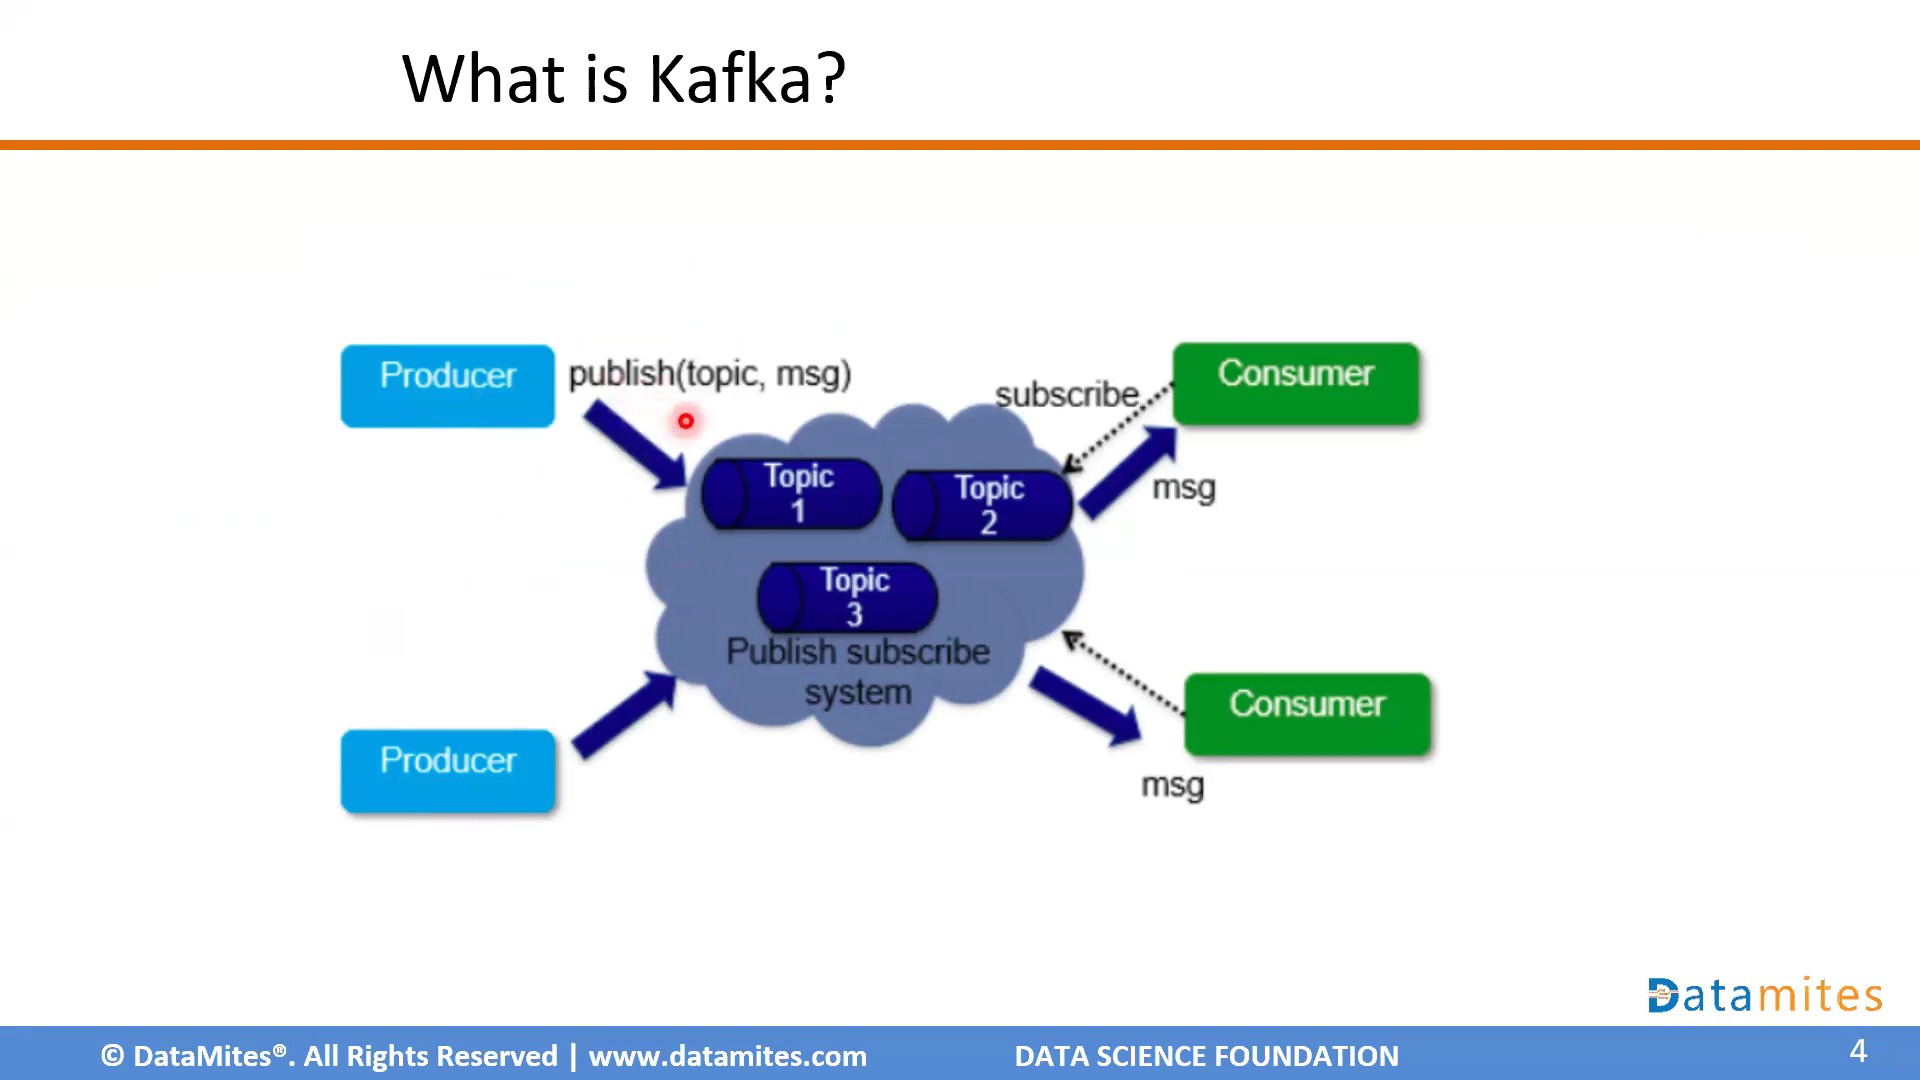 What is Kafka?
Producer
publish(topic, msg)
subscribe
Consumer
Topic
1
Topic
2
msg
Topic
3
Publish subscribe
system
Producer
Consumer
msg
Datamites
© DataMites®. All Rights Reserved | www.datamites.com
DATA SCIENCE FOUNDATION
4